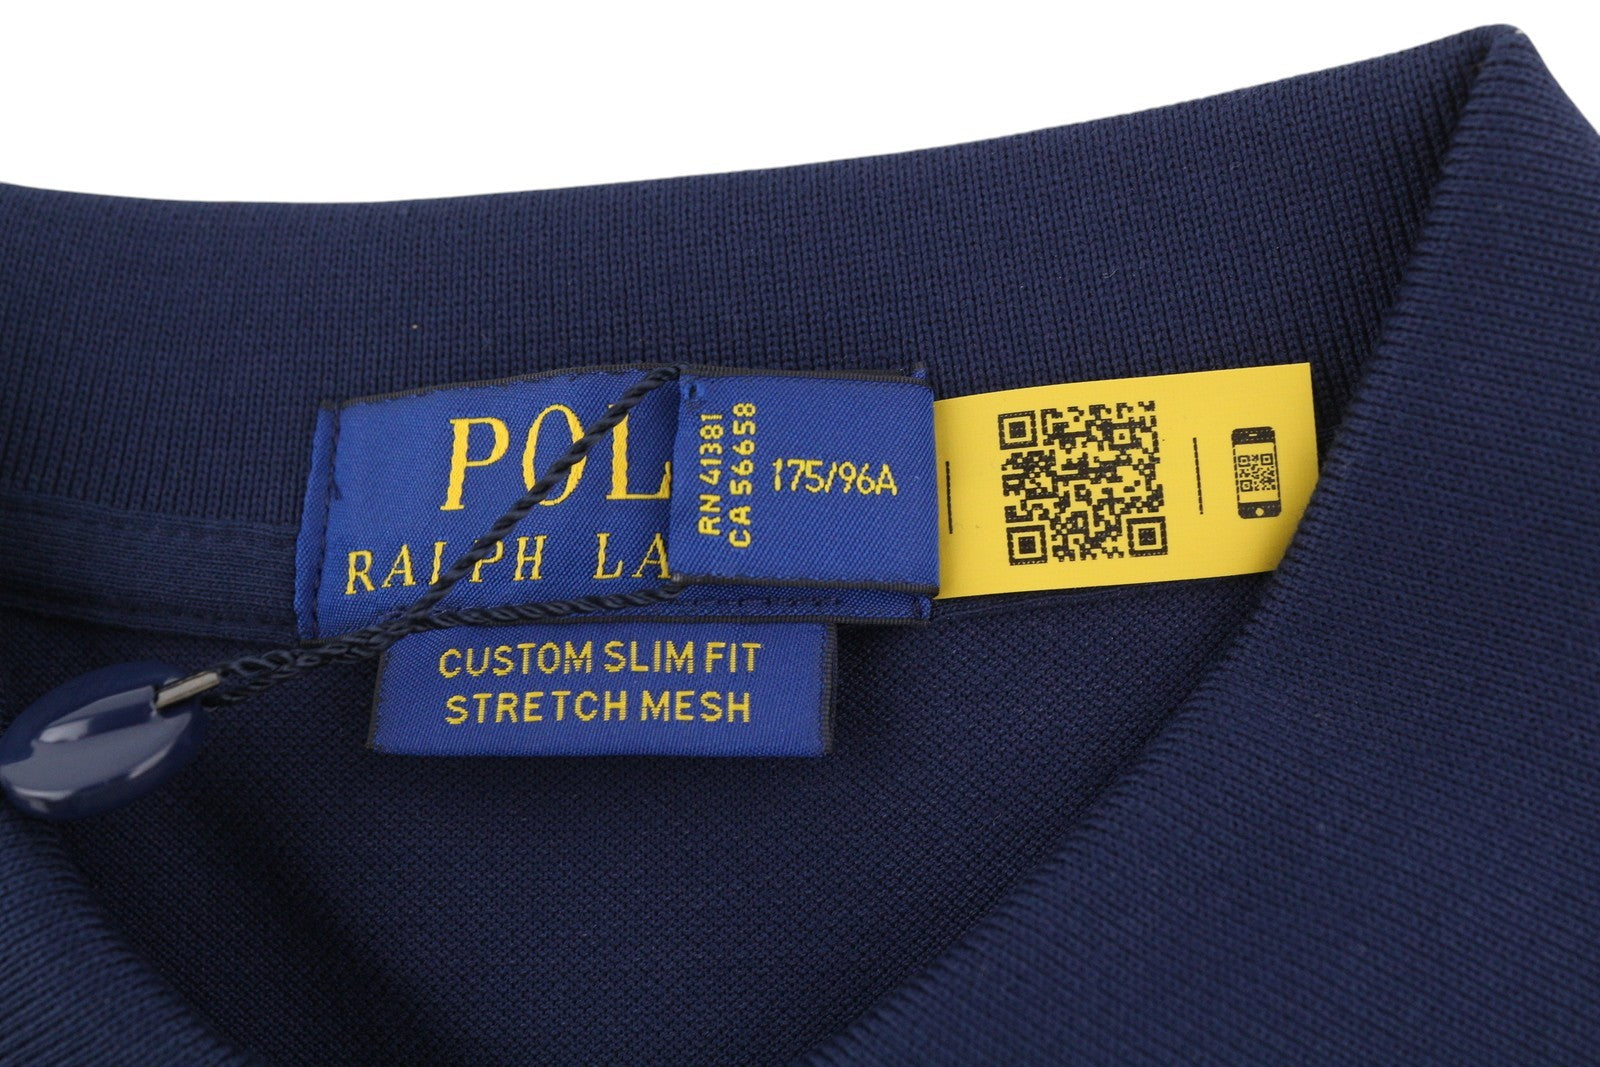 POL
RALPH LA
RN 41381
CA 56658
175/96A
CUSTOM SLIM FIT
STRETCH MESH